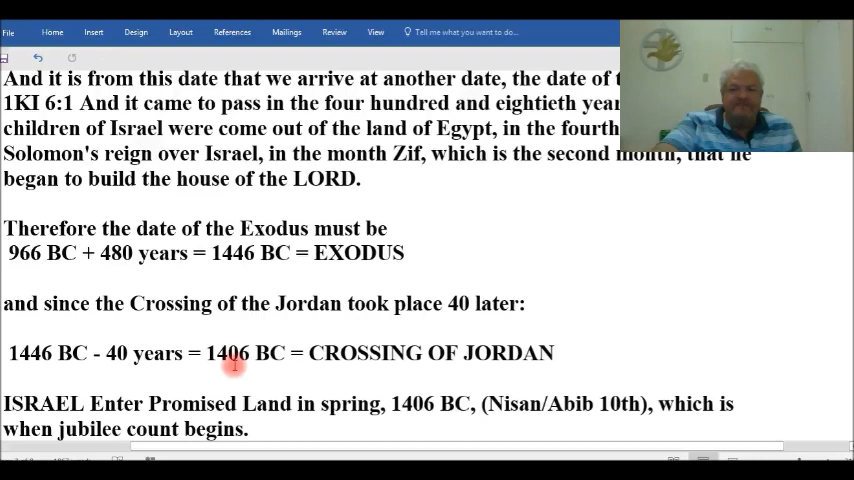 File Home Insert Design Layout References Mailings Review View Tell me what you want to do...
And it is from this date that we arrive at another date, the date of
1KI 6:1 And it came to pass in the four hundred and eightieth
children of Israel were come out of the land of Egypt, in the fourth
Solomon's reign over Israel, in the month Zif, which is the second month, that he
began to build the house of the LORD.
Therefore the date of the Exodus must be
966 BC + 480 years = 1446 BC = EXODUS
and since the Crossing of the Jordan took place 40 later:
1446 BC - 40 years = 1406 BC = CROSSING OF JORDAN
ISRAEL Enter Promised Land in spring, 1406 BC, (Nisan/Abib 10th), which is
when jubilee count begins.